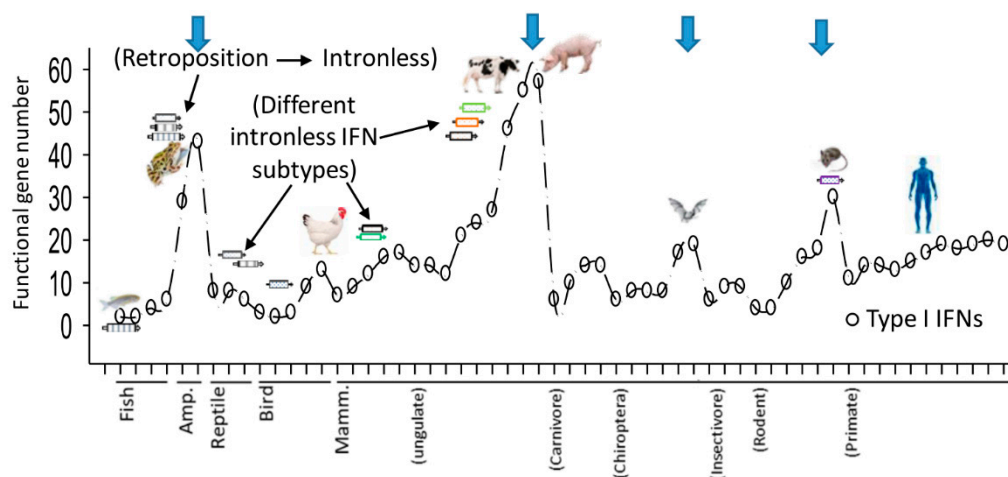 (Retroposition → Intronless)
(Different
intronless IFN
subtypes)
Functional gene number
60
50
40
30
20
10
0
Type I IFNs
Fish
Amp.
Reptile
Bird
Mamm.
(ungulate)
(Carnivore)
(Chiroptera)
(Insectivore)
(Rodent)
(Primate)